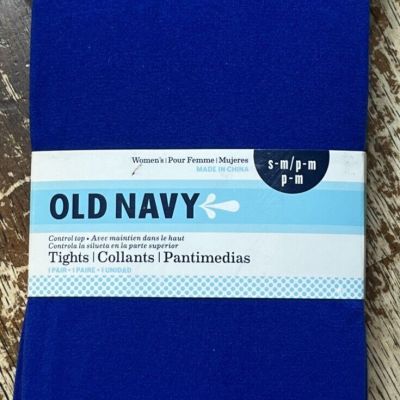 Women's | Pour Femme | Mujeres
MADE IN CHINA
s-m/p-m
p-m
OLD NAVY
Control top • Avec maintien dans le haut
Controla la silueta en la parte superior
Tights | Collants | Pantimedias
1 PAIR • 1 PAIRE • 1 UNIDAD